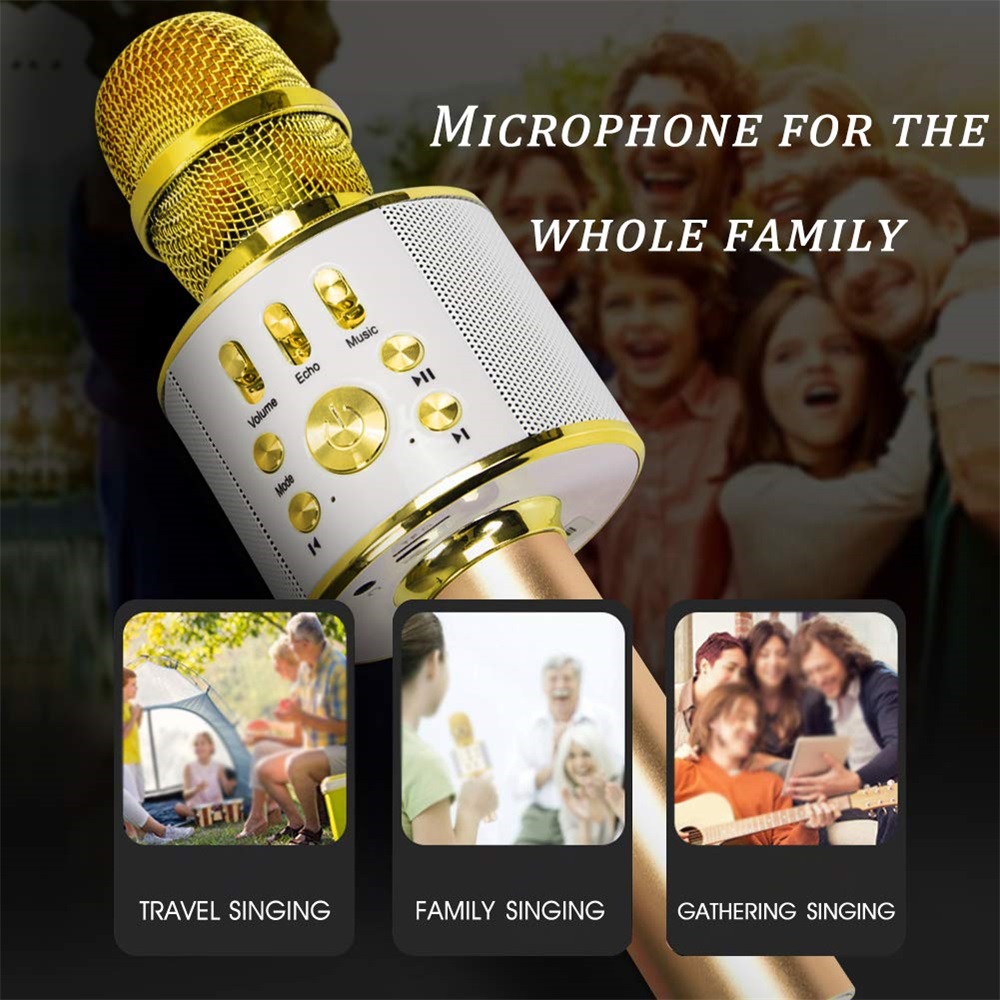 MICROPHONE FOR THE
WHOLE FAMILY
Music
Echo
Volume
Mode
TRAVEL SINGING
FAMILY SINGING
GATHERING SINGING